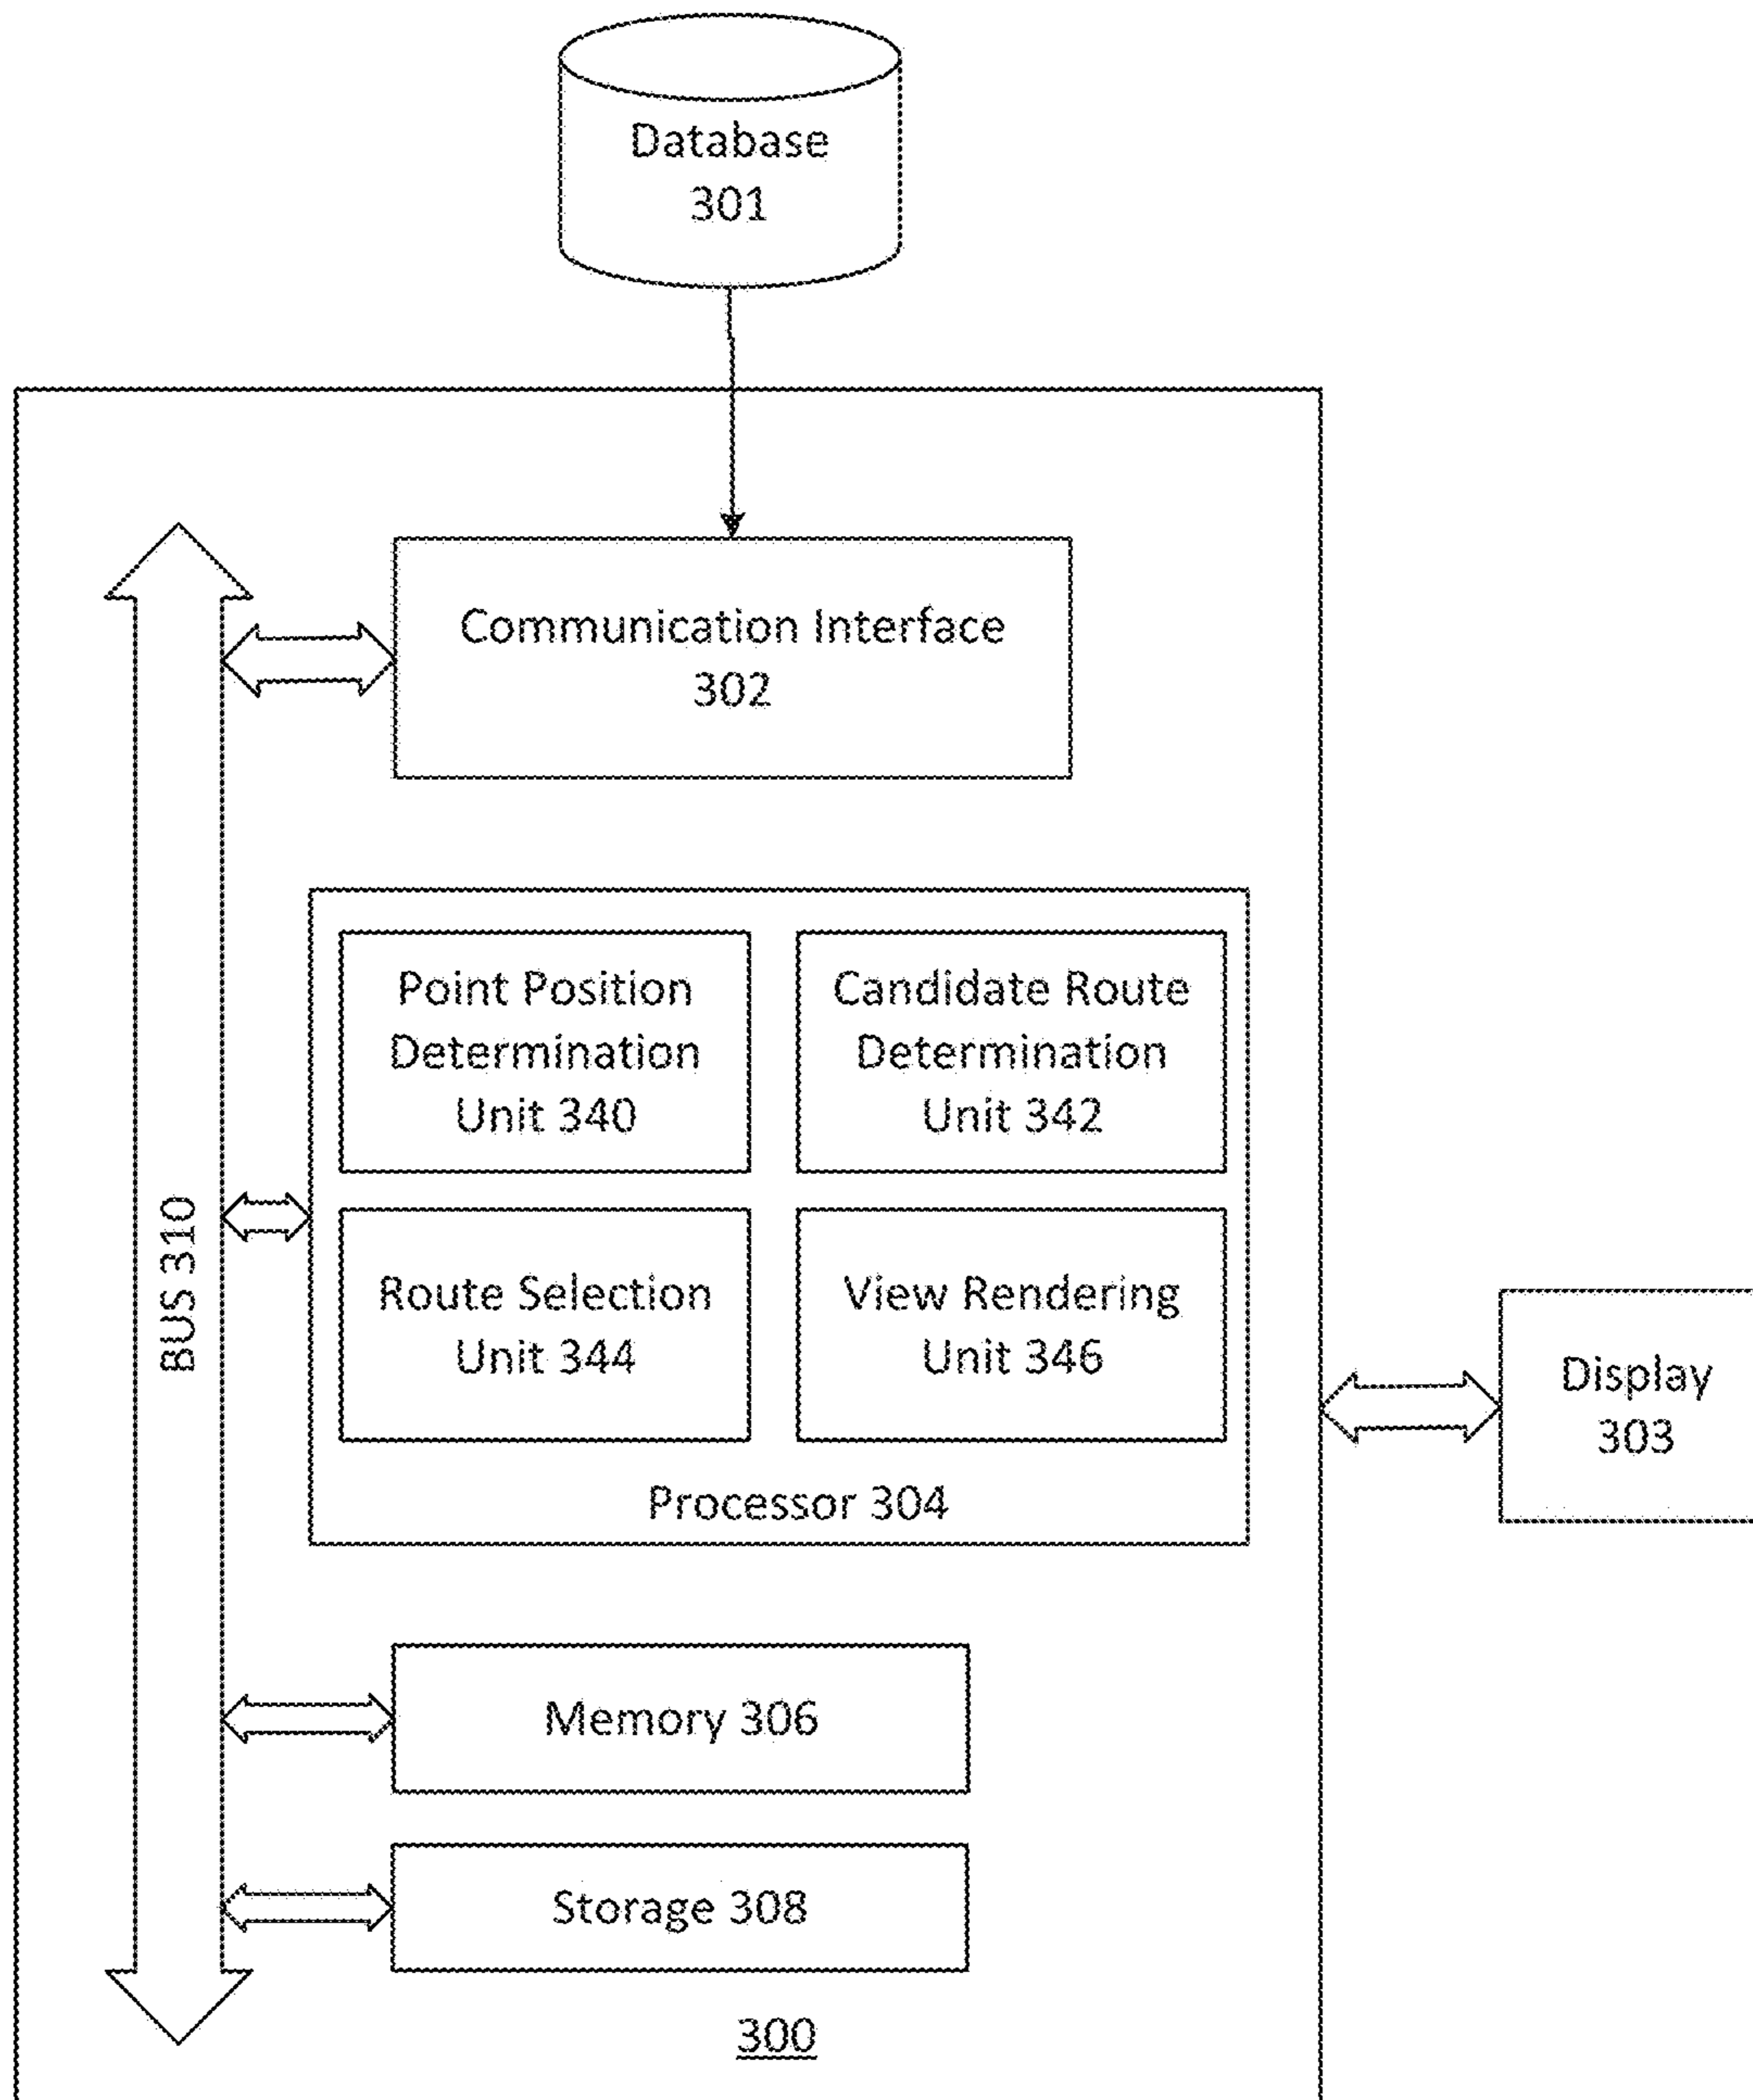 Database
301
Communication Interface
302
Point Position
Determination
Unit 340
Candidate Route
Determination
Unit 342
BUS 310
Route Selection
Unit 344
View Rendering
Unit 346
Processor 304
Display
303
Memory 306
Storage 308
300